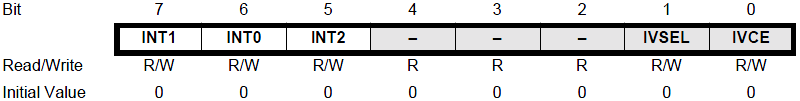 Bit 7 6 5 4 3 2 1 0
INT1 INT0 INT2 – – – IVSEL IVCE
Read/Write R/W R/W R/W R R R R/W R/W
Initial Value 0 0 0 0 0 0 0 0